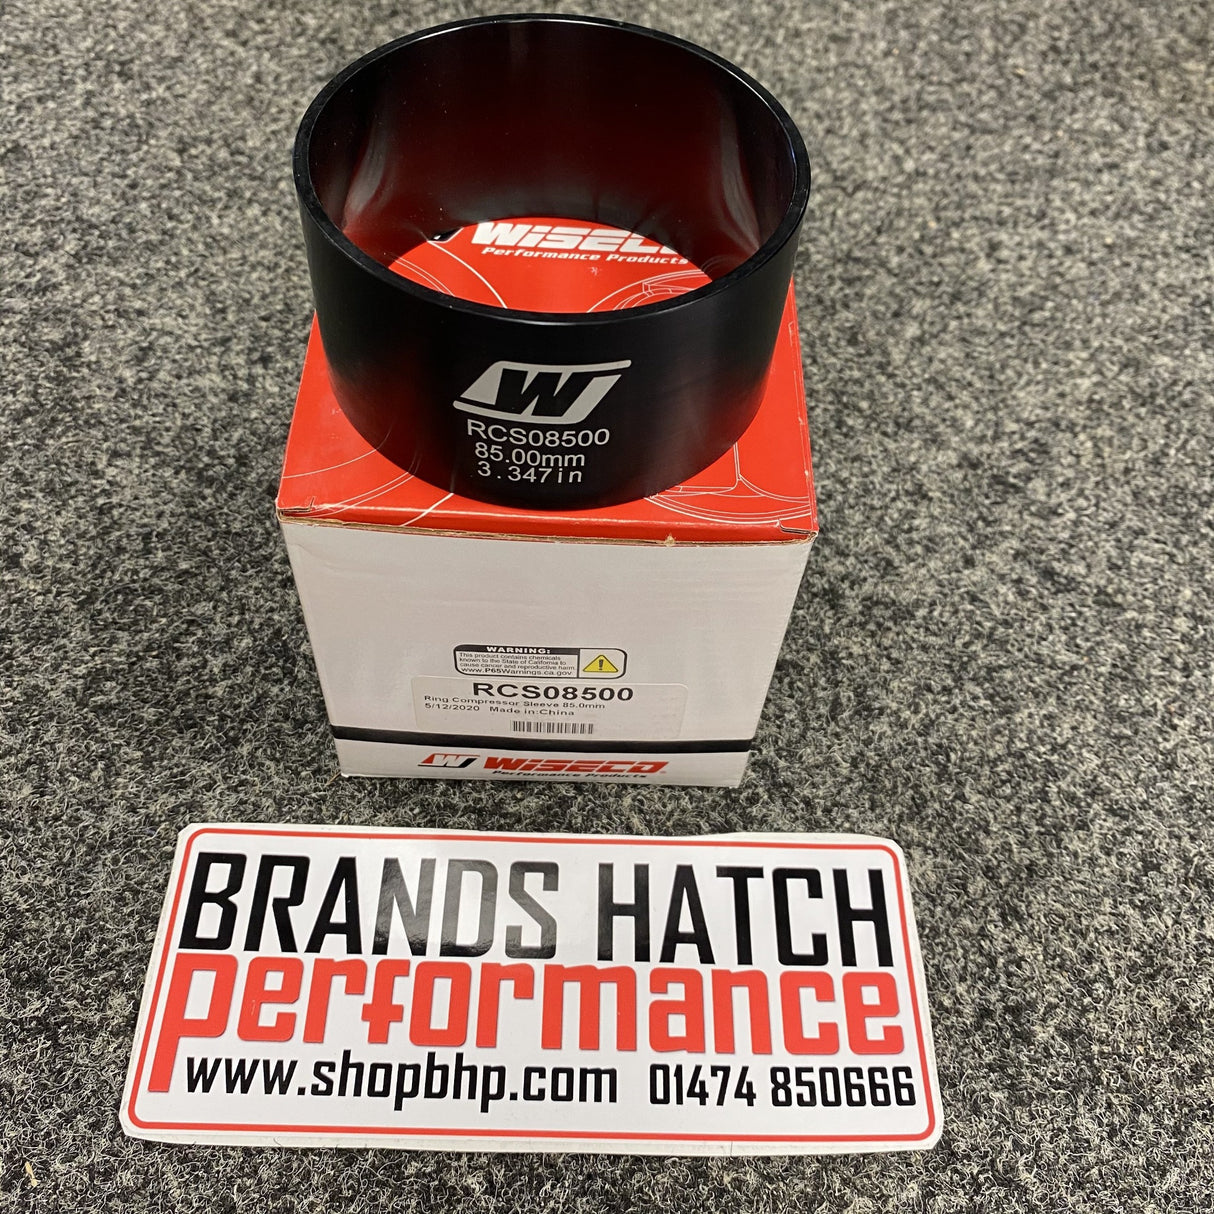 WISECO
Performance Products
W
RCS08500
85.00mm
3.347in
WARNING:
This product contains chemicals
known to the State of California to
cause cancer and reproductive harm
www.P65Warnings.ca.gov
RCS08500
Ring Compressor Sleeve 85.0mm
5/12/2020 Made in:China
W WISECO®
Performance Products
BRANDS HATCH
performance
www.shopbhp.com 01474 850666